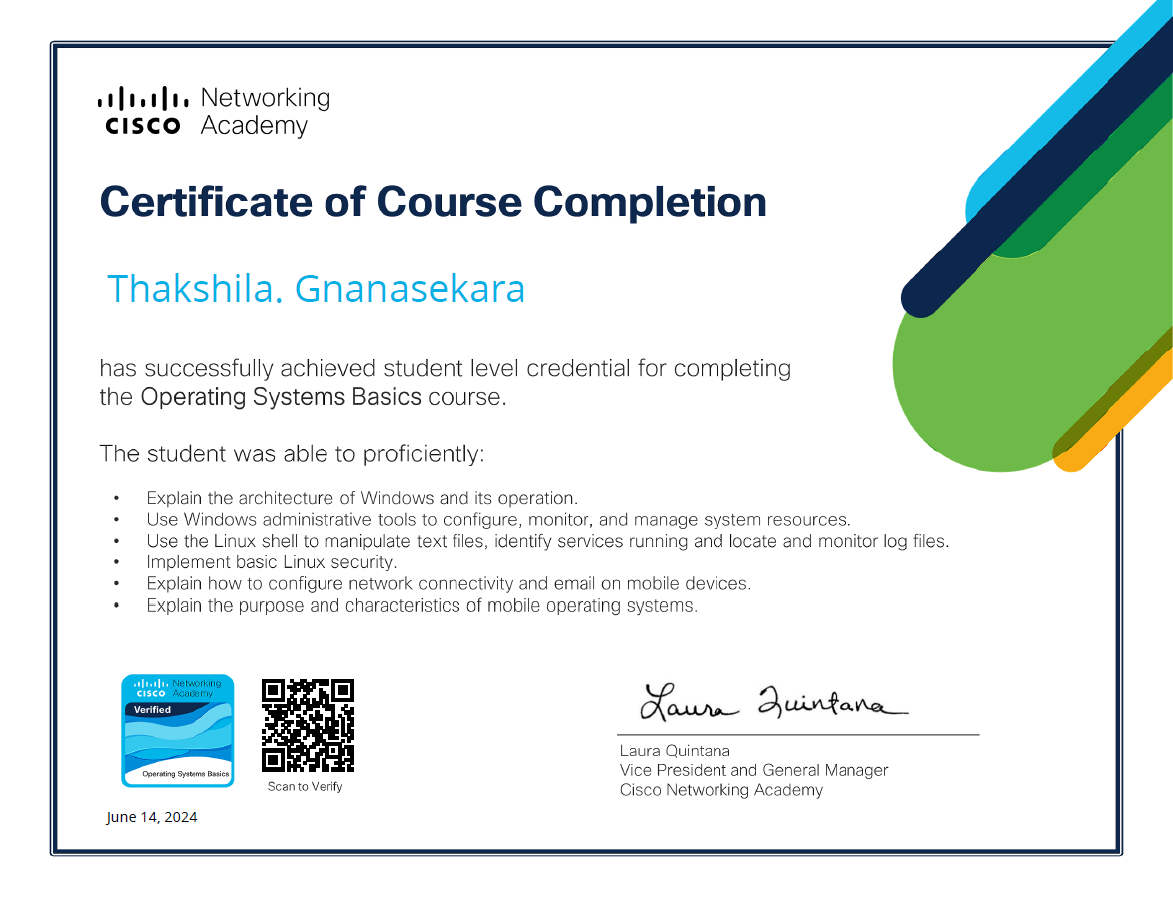 Networking
CISCO Academy
Certificate of Course Completion
Thakshila. Gnanasekara
has successfully achieved student level credential for completing
the Operating Systems Basics course.
The student was able to proficiently:
• Explain the architecture of Windows and its operation.
• Use Windows administrative tools to configure, monitor, and manage system resources.
• Use the Linux shell to manipulate text files, identify services running and locate and monitor log files.
• Implement basic Linux security.
• Explain how to configure network connectivity and email on mobile devices.
• Explain the purpose and characteristics of mobile operating systems.
Networking
CISCO Academy
Verified
Operating Systems Basics
Scan to Verify
June 14, 2024
Laura Quintana
Laura Quintana
Vice President and General Manager
Cisco Networking Academy